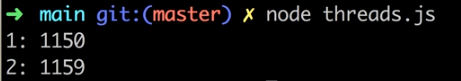 ➜ main git:(master) ✗ node threads.js
1: 1150
2: 1159